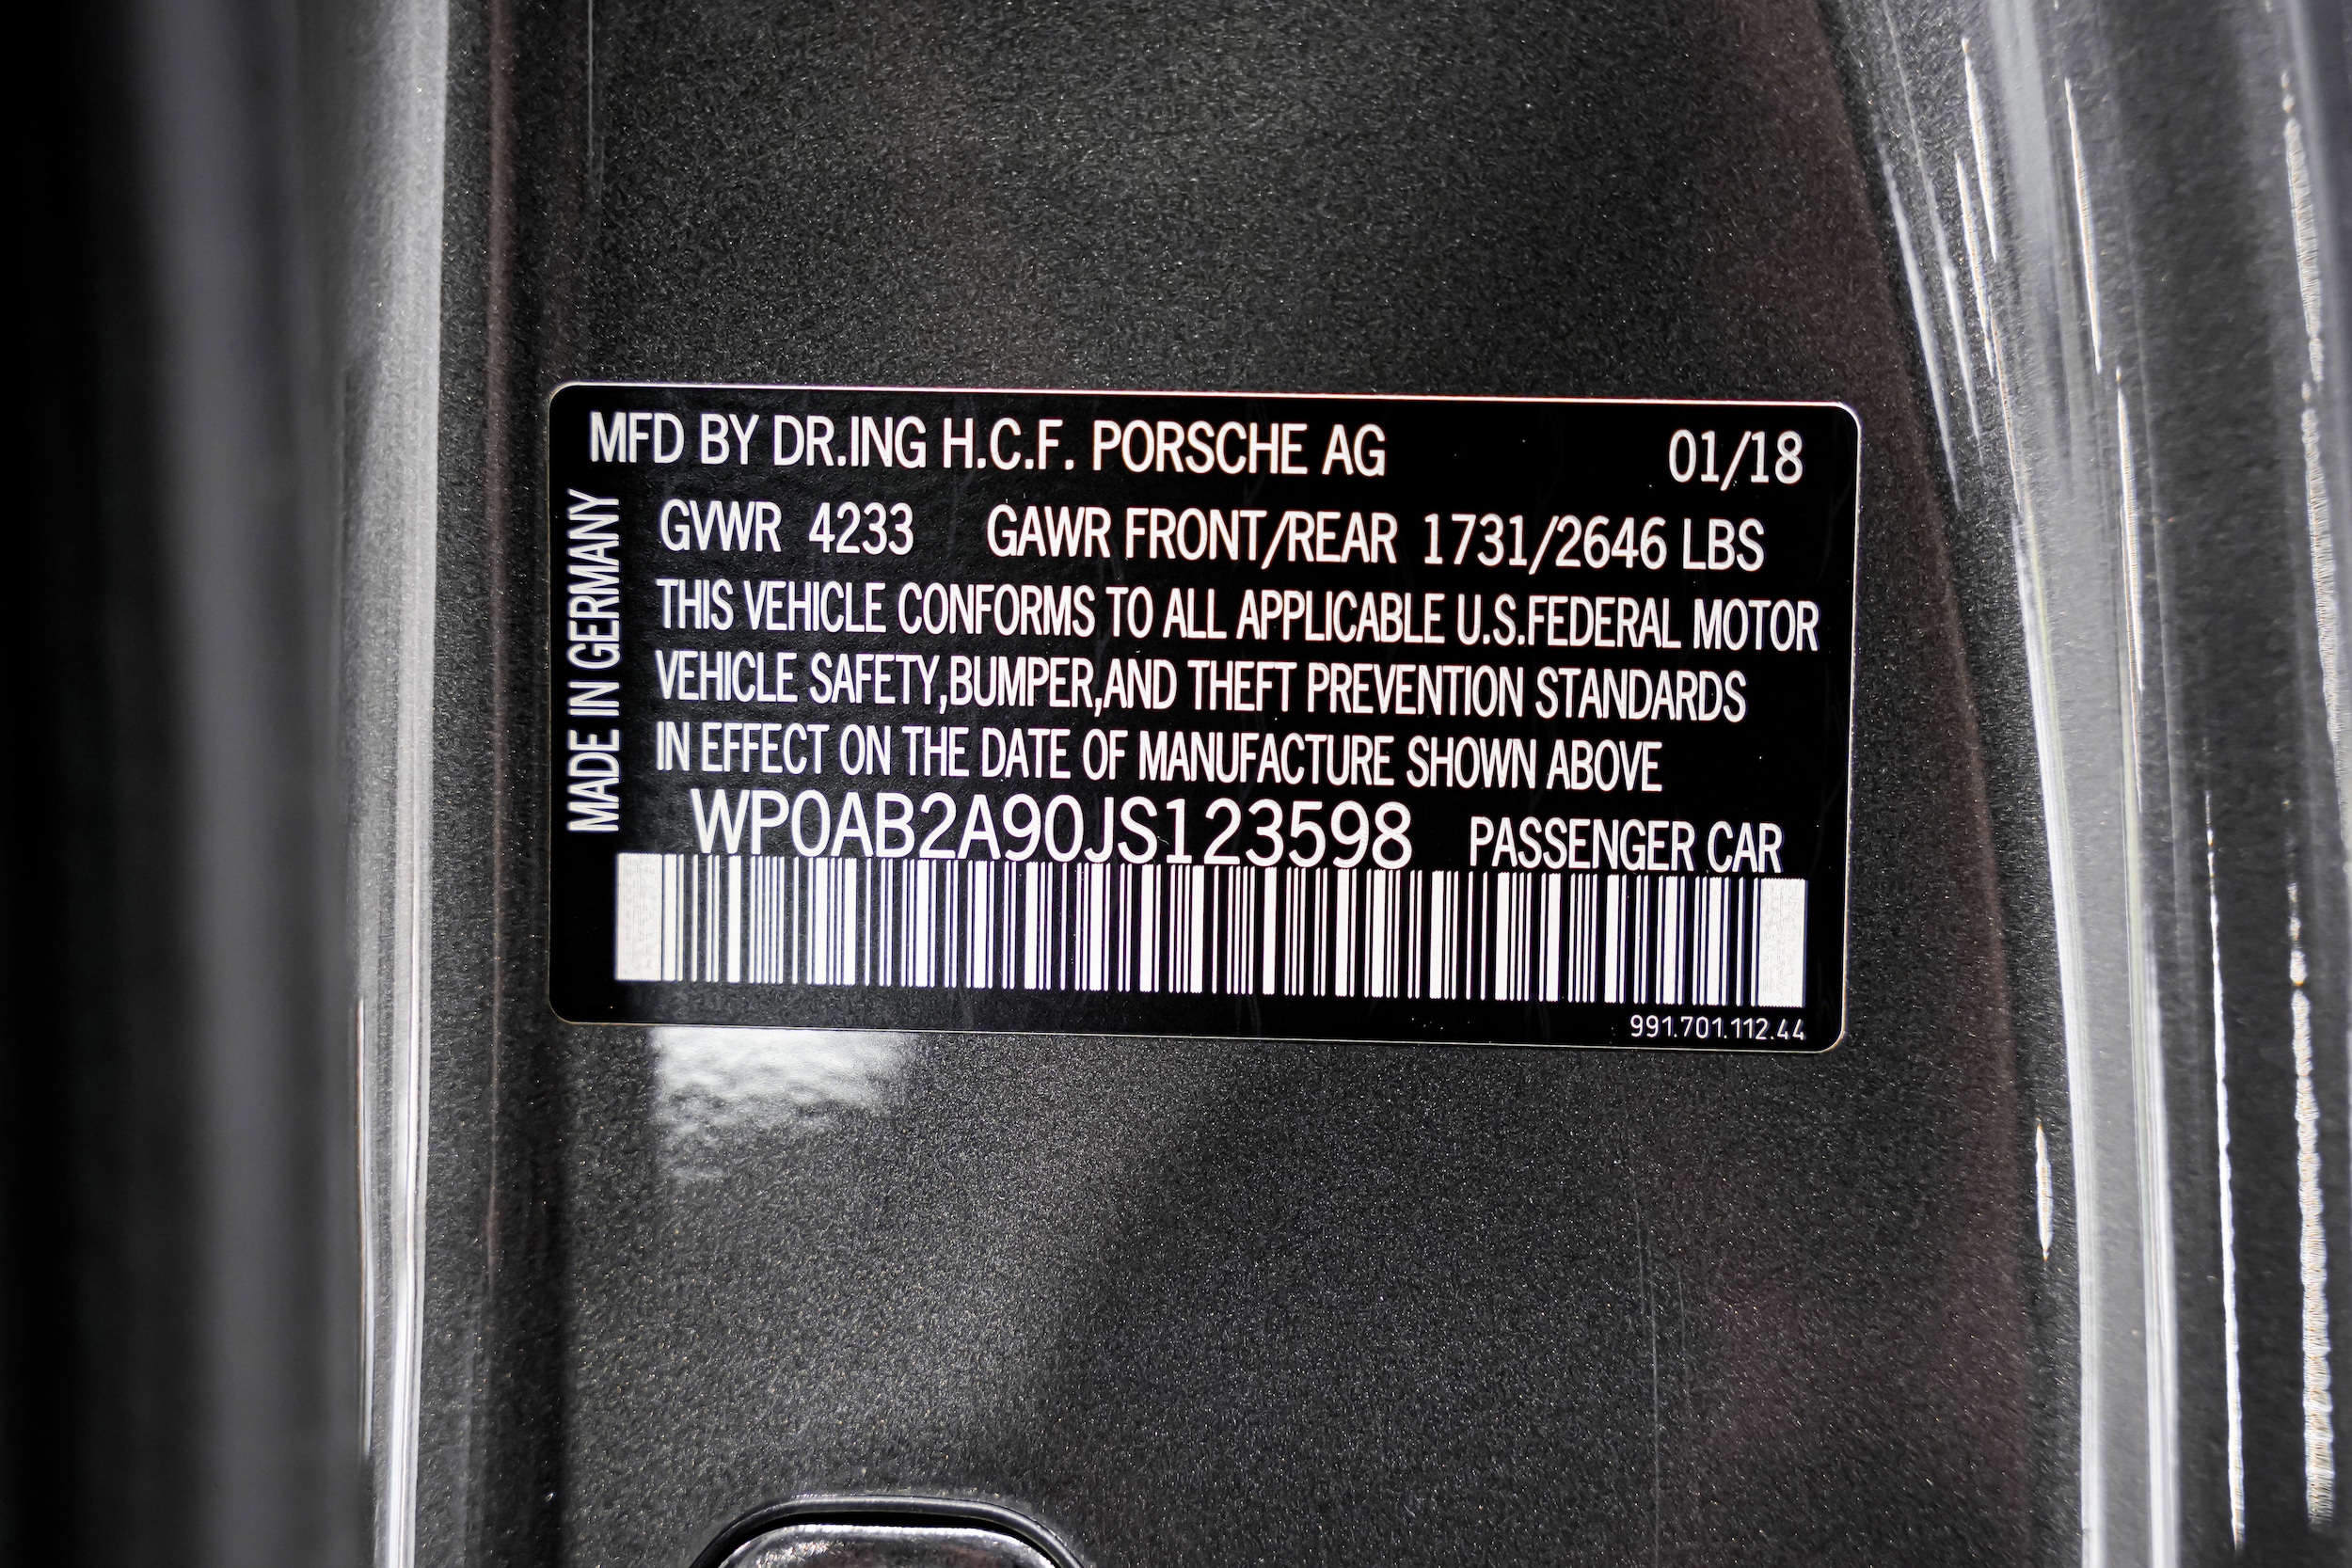 MFD BY DR.ING H.C.F. PORSCHE AG 01/18
GVWR 4233 GAWR FRONT/REAR 1731/2646 LBS
THIS VEHICLE CONFORMS TO ALL APPLICABLE U.S.FEDERAL MOTOR
VEHICLE SAFETY,BUMPER,AND THEFT PREVENTION STANDARDS
IN EFFECT ON THE DATE OF MANUFACTURE SHOWN ABOVE
WP0AB2A90JS123598 PASSENGER CAR
991.701.112.44
MADE IN GERMANY